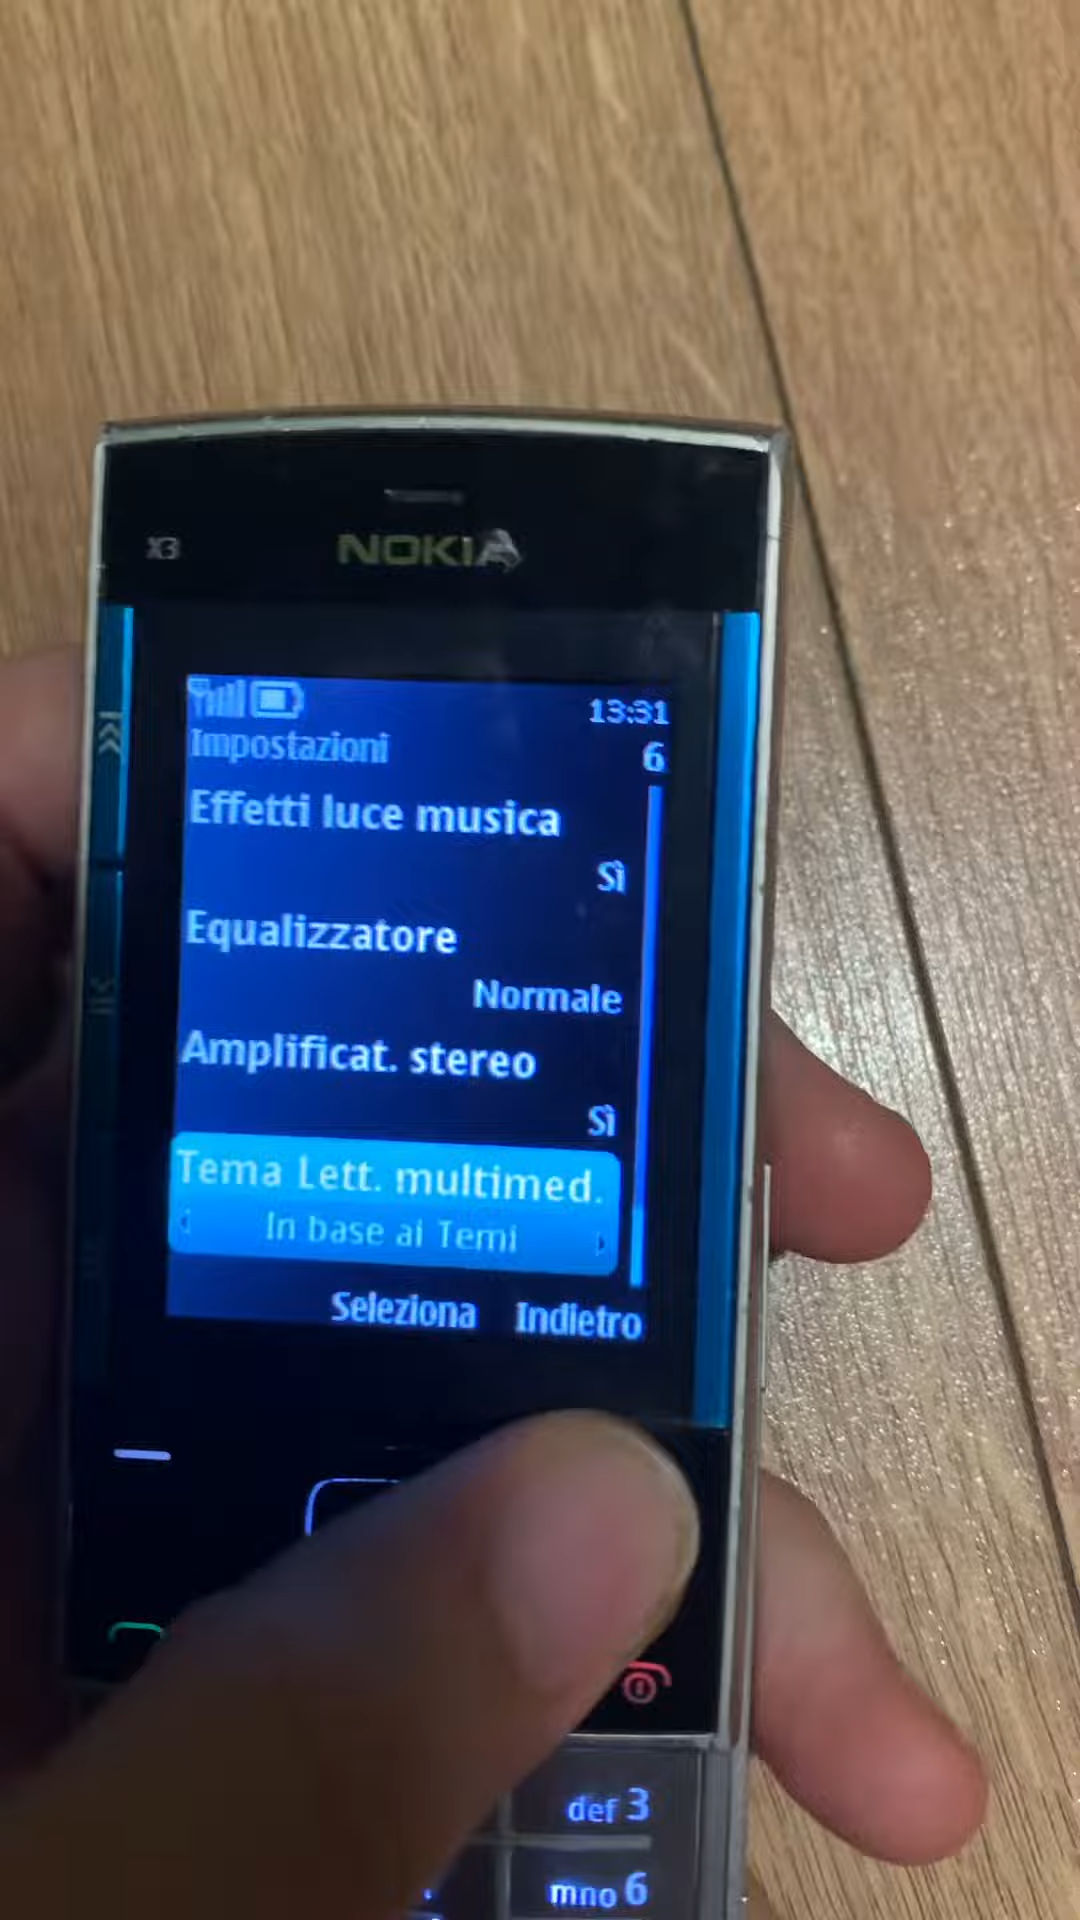 X3
NOKIA
13:31
Impostazioni 6
Effetti luce musica
Sì
Equalizzatore
Normale
Amplificat. stereo
Sì
Tema Lett. multimed.
In base ai Temi
Seleziona Indietro
def 3
mno 6